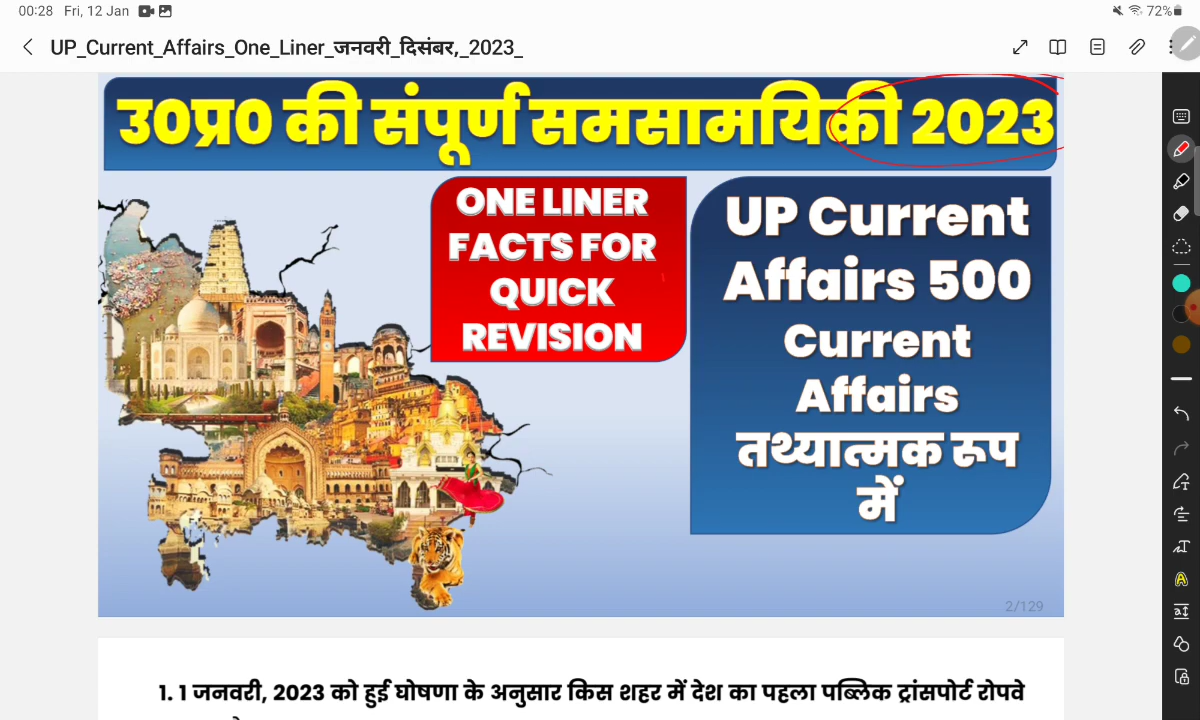 00:28 Fri, 12 Jan 72%
UP_Current_Affairs_One_Liner_जनवरी_दिसंबर,_2023_
उ0प्र0 की संपूर्ण समसामयिकी 2023
ONE LINER
FACTS FOR
QUICK
REVISION
UP Current
Affairs 500
Current
Affairs
तथ्यात्मक रूप
में
2/129
1. 1 जनवरी, 2023 को हुई घोषणा के अनुसार किस शहर में देश का पहला पब्लिक ट्रांसपोर्ट रोपवे